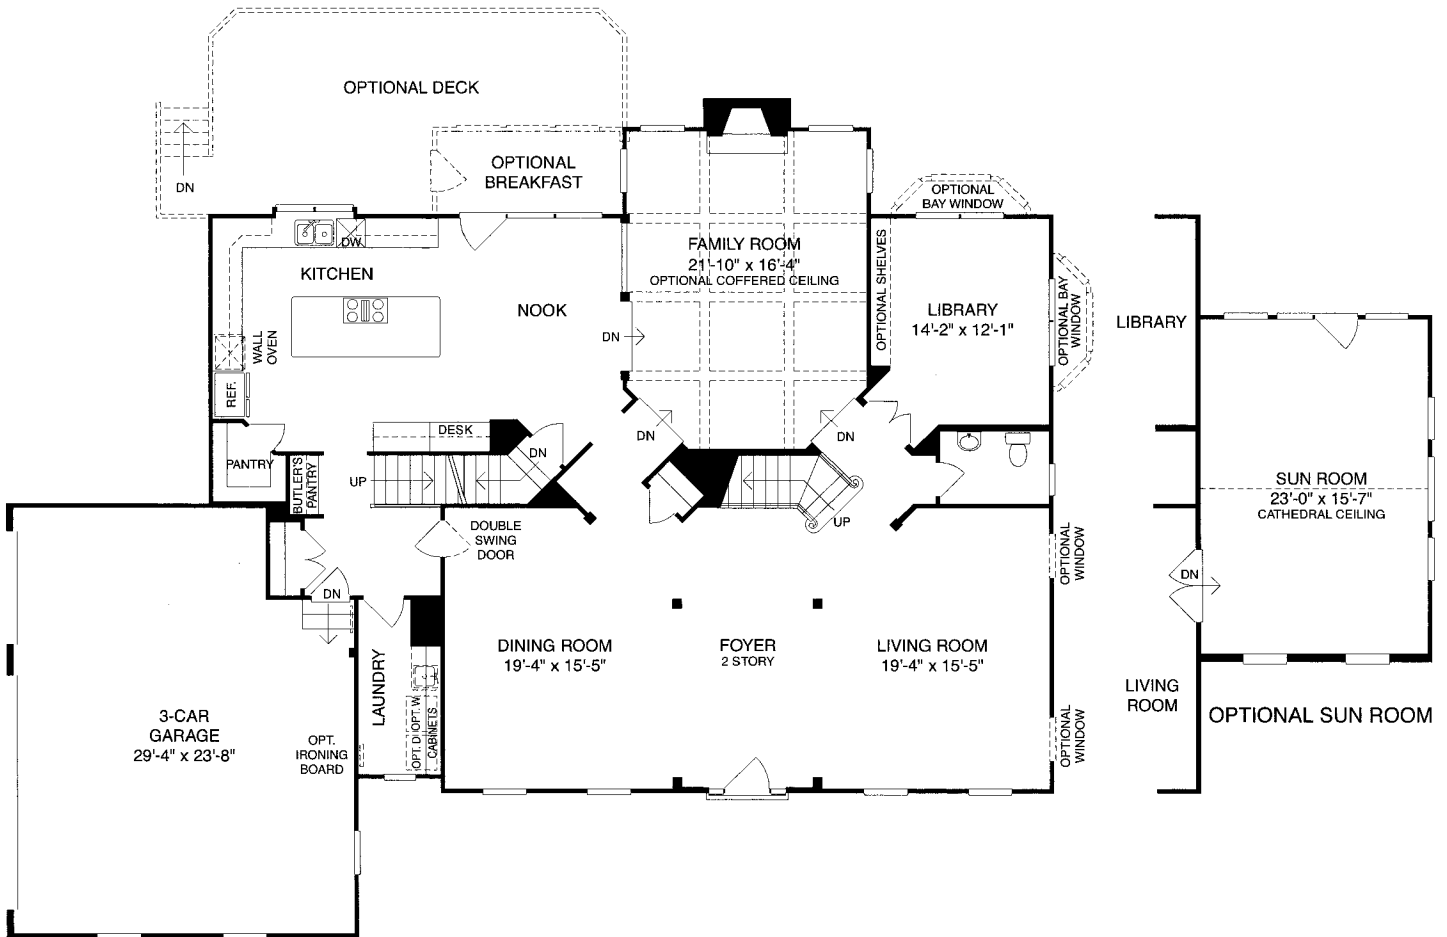 OPTIONAL DECK
DN
OPTIONAL
BREAKFAST
OPTIONAL
BAY WINDOW
DW
KITCHEN
NOOK
WALL
OVEN
REF.
PANTRY
BUTLER'S
PANTRY
DESK
DN
UP
FAMILY ROOM
21'-10" x 16'-4"
OPTIONAL COFFERED CEILING
DN
DN
DN
OPTIONAL SHELVES
LIBRARY
14'-2" x 12'-1"
OPTIONAL BAY
WINDOW
UP
DOUBLE
SWING
DOOR
DN
DINING ROOM
19'-4" x 15'-5"
FOYER
2 STORY
LIVING ROOM
19'-4" x 15'-5"
OPTIONAL
WINDOW
OPTIONAL
WINDOW
LAUNDRY
OPT. D
OPT. W
CABINETS
3-CAR
GARAGE
29'-4" x 23'-8"
OPT.
IRONING
BOARD
LIBRARY
SUN ROOM
23'-0" x 15'-7"
CATHEDRAL CEILING
DN
LIVING
ROOM
OPTIONAL SUN ROOM